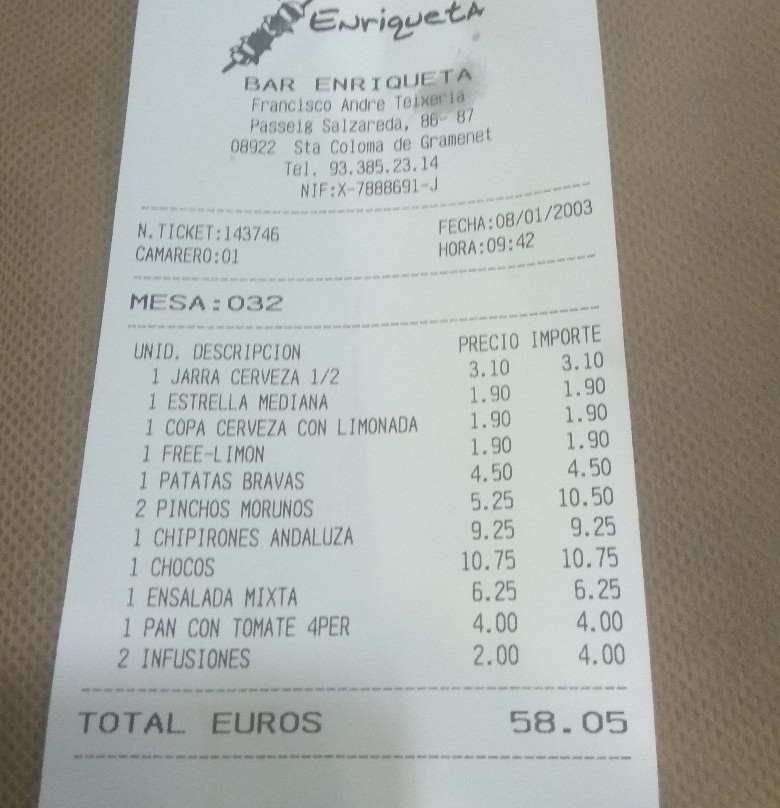 EnriquetA
BAR ENRIQUETA
Francisco Andre Teixeria
Passeig Salzareda, 86- 87
08922 Sta Coloma de Gramenet
Tel. 93.385.23.14
NIF:X-7888691-J
N.TICKET:143746 FECHA:08/01/2003
CAMARERO:01 HORA:09:42
MESA:032
UNID. DESCRIPCION PRECIO IMPORTE
1 JARRA CERVEZA 1/2 3.10 3.10
1 ESTRELLA MEDIANA 1.90 1.90
1 COPA CERVEZA CON LIMONADA 1.90 1.90
1 FREE-LIMON 1.90 1.90
1 PATATAS BRAVAS 4.50 4.50
2 PINCHOS MORUNOS 5.25 10.50
1 CHIPIRONES ANDALUZA 9.25 9.25
1 CHOCOS 10.75 10.75
1 ENSALADA MIXTA 6.25 6.25
1 PAN CON TOMATE 4PER 4.00 4.00
2 INFUSIONES 2.00 4.00
TOTAL EUROS 58.05